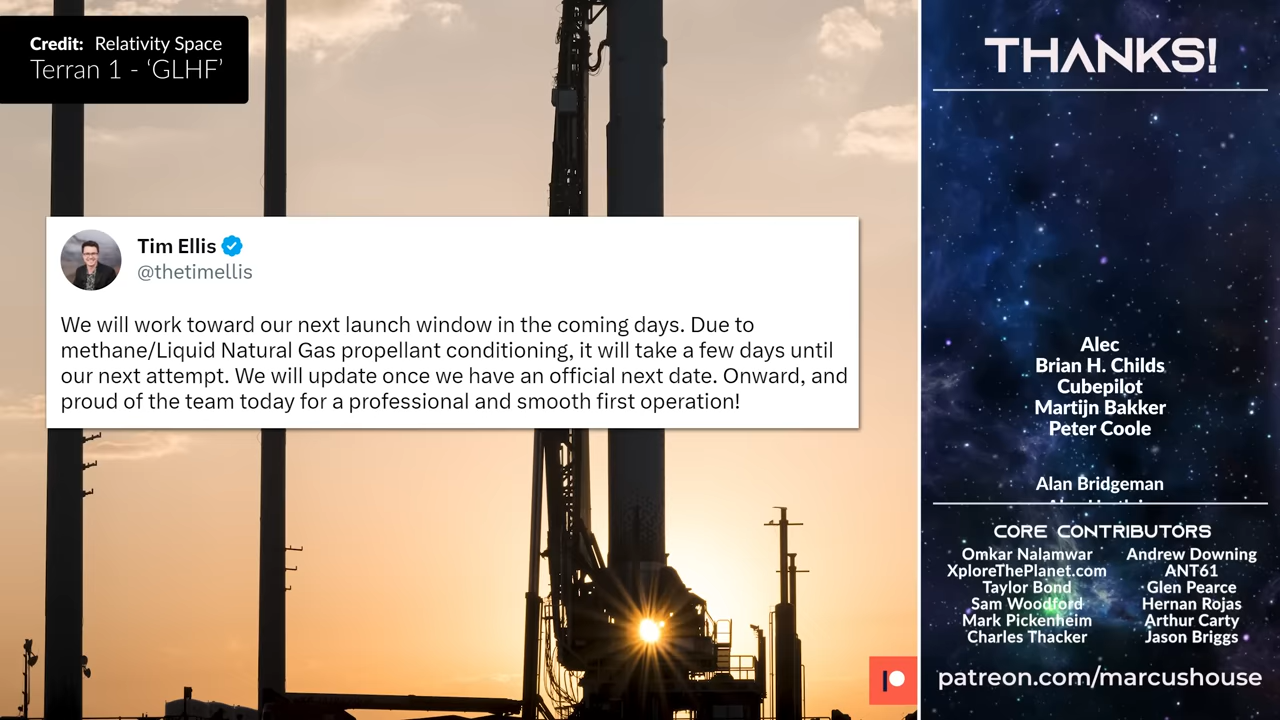 Credit: Relativity Space
Terran 1 - ‘GLHF’
Tim Ellis
@thetimellis
We will work toward our next launch window in the coming days. Due to
methane/Liquid Natural Gas propellant conditioning, it will take a few days until
our next attempt. We will update once we have an official next date. Onward, and
proud of the team today for a professional and smooth first operation!
THANKS!
Alec
Brian H. Childs
Cubepilot
Martijn Bakker
Peter Coole
Alan Bridgeman
CORE CONTRIBUTORS
Omkar Nalamwar
XploreThePlanet.com
Taylor Bond
Sam Woodford
Mark Pickenheim
Charles Thacker
Andrew Downing
ANT61
Glen Pearce
Hernan Rojas
Arthur Carty
Jason Briggs
patreon.com/marcushouse